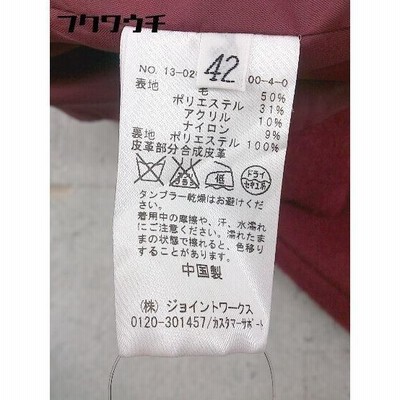 フクワウチ
42
NO. 13-02 00-4-0
表地 毛 50%
ポリエステル 31%
アクリル 10%
ナイロン 9%
裏地 ポリエステル 100%
皮革部分合成皮革
低 ドライ セキユ系
タンブラー乾燥はお避けくだ
さい。
着用中の摩擦や、汗、水濡れ
にご注意ください。濡れたま
まの状態で擦れると、色移り
することがあります。
中国製
(株) ジョイントワークス
0120-301457/カスタマーサポート